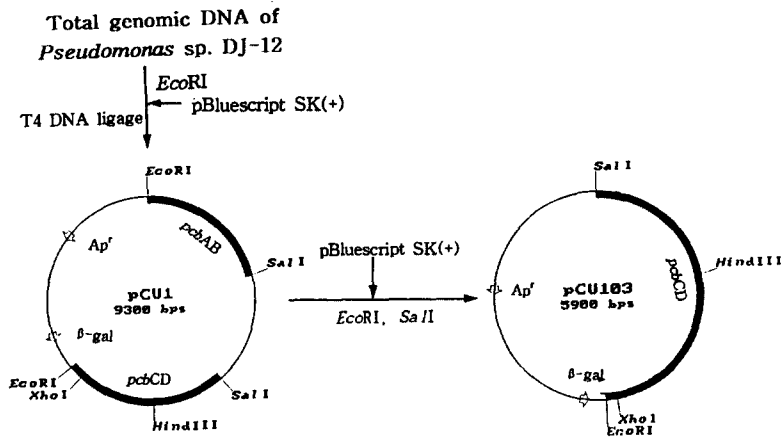 Total genomic DNA of
Pseudomonas sp. DJ-12
EcoRI
pBluescript SK(+)
T4 DNA ligage
EcoRI
pcbAB
Apʳ
SalI
pCU1
9300 bps
β-gal
EcoRI
XhoI
pcbCD
SalI
HindIII
pBluescript SK(+)
EcoRI, SalI
SalI
HindIII
pcbCD
Apʳ
pCU103
5900 bps
β-gal
XhoI
EcoRI